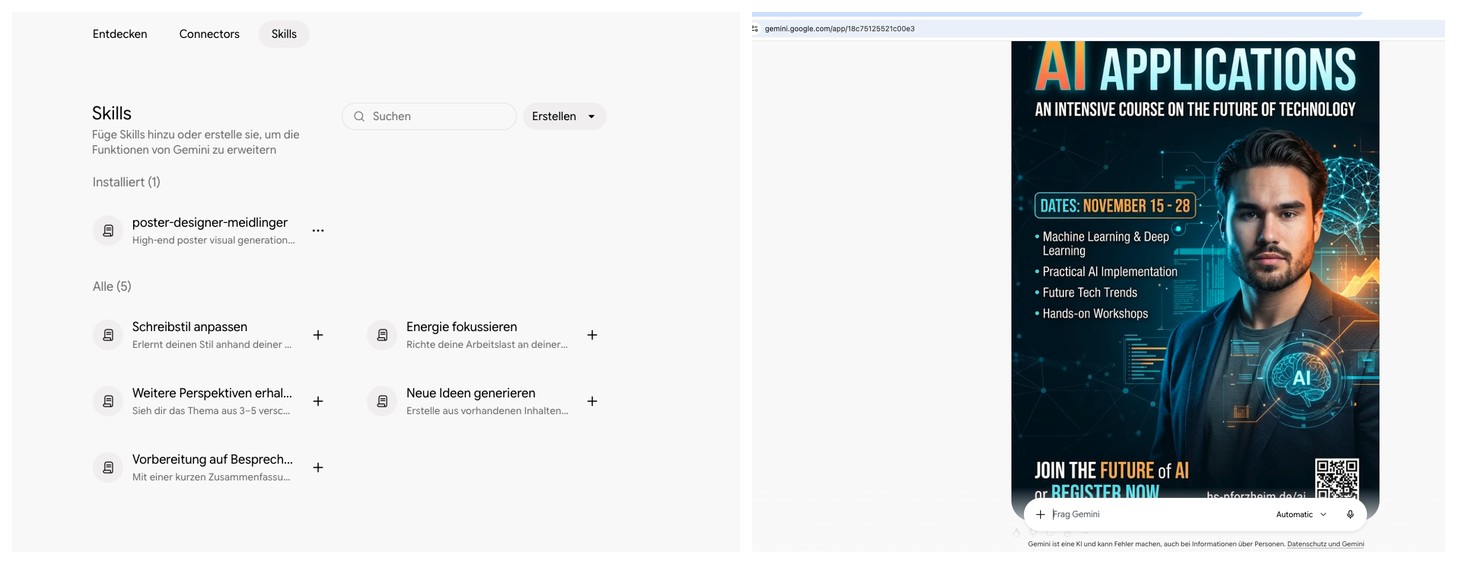 Entdecken
Connectors
Skills
Skills
Suchen
Erstellen
Füge Skills hinzu oder erstelle sie, um die
Funktionen von Gemini zu erweitern
Installiert (1)
poster-designer-meidlinger
High-end poster visual generation...
Alle (5)
Schreibstil anpassen
Erlernt deinen Stil anhand deiner ...
Energie fokussieren
Richte deine Arbeitslast an deiner...
Weitere Perspektiven erhal...
Sieh dir das Thema aus 3–5 versc...
Neue Ideen generieren
Erstelle aus vorhandenen Inhalten...
Vorbereitung auf Besprech...
Mit einer kurzen Zusammenfassu...
gemini.google.com/app/18c75125521c00e3
AI APPLICATIONS
AN INTENSIVE COURSE ON THE FUTURE OF TECHNOLOGY
DATES: NOVEMBER 15 - 28
• Machine Learning & Deep
Learning
• Practical AI Implementation
• Future Tech Trends
• Hands-on Workshops
AI
JOIN THE FUTURE of AI
or REGISTER NOW
hs-pforzheim.de/ai
Frag Gemini
Automatic
Gemini ist eine KI und kann Fehler machen, auch bei Informationen über Personen. Datenschutz und Gemini